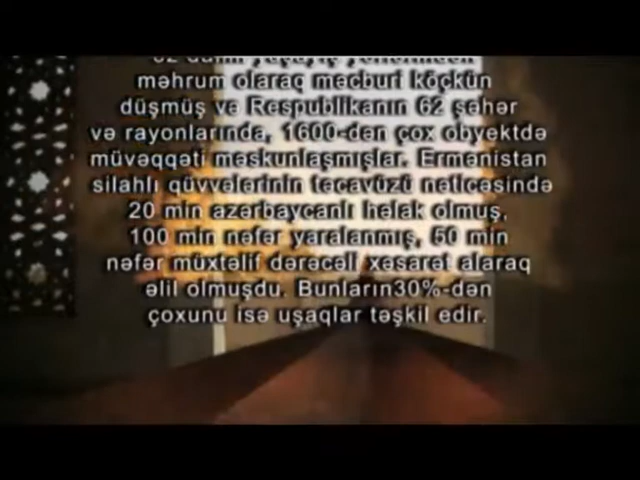 məhrum olaraq məcburi köçkün
düşmüş və Respublikanın 62 şəhər
və rayonlarında, 1600-dən çox obyektdə
müvəqqəti məskunlaşmışlar. Ermənistan
silahlı qüvvələrinin təcavüzü nəticəsində
20 min azərbaycanlı həlak olmuş,
100 min nəfər yaralanmış, 50 min
nəfər müxtəlif dərəcəli xəsarət alaraq
əlil olmuşdu. Bunların30%-dən
çoxunu isə uşaqlar təşkil edir.